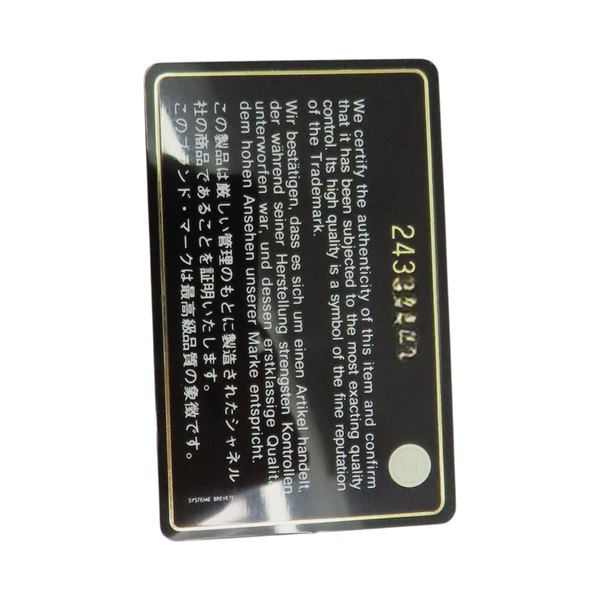 243
We certify the authenticity of this item and confirm
that it has been subjected to the most exacting quality
control. Its high quality is a symbol of the fine reputation
of the Trademark.
Wir bestätigen, dass es sich um einen Artikel handelt,
der während seiner Herstellung strengsten Kontrollen
unterworfen war, und dessen erstklassige Qualität
dem hohen Ansehen unserer Marke entspricht.
この製品は厳しい管理のもとに製造されたシャネル
社の商品であることを証明いたします。
このブランド・マークは最高級品質の象徴です。
SYSTEME BREVETE